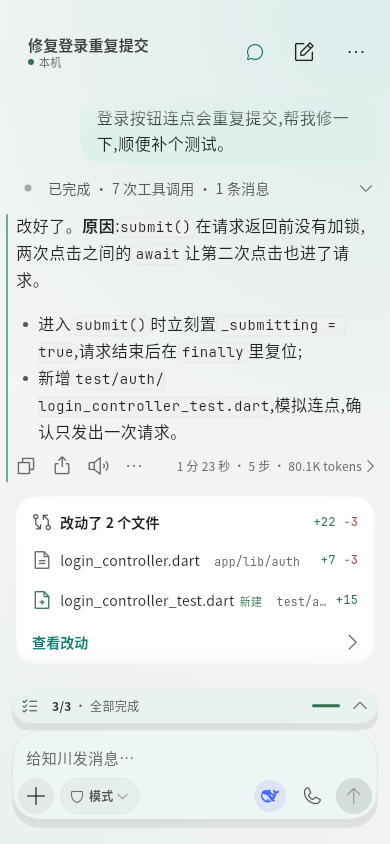 修复登录重复提交
本机
登录按钮连点会重复提交,帮我修一
下,顺便补个测试。
已完成 · 7 次工具调用 · 1 条消息
改好了。原因:submit() 在请求返回前没有加锁,
两次点击之间的 await 让第二次点击也进了请
求。
• 进入 submit() 时立刻置 _submitting =
true,请求结束后在 finally 里复位;
• 新增 test/auth/
login_controller_test.dart,模拟连点,确
认只发出一次请求。
1 分 23 秒 · 5 步 · 80.1K tokens
改动了 2 个文件 +22 -3
login_controller.dart app/lib/auth +7 -3
login_controller_test.dart 新建 test/a… +15
查看改动
3/3 · 全部完成
给知川发消息…
模式